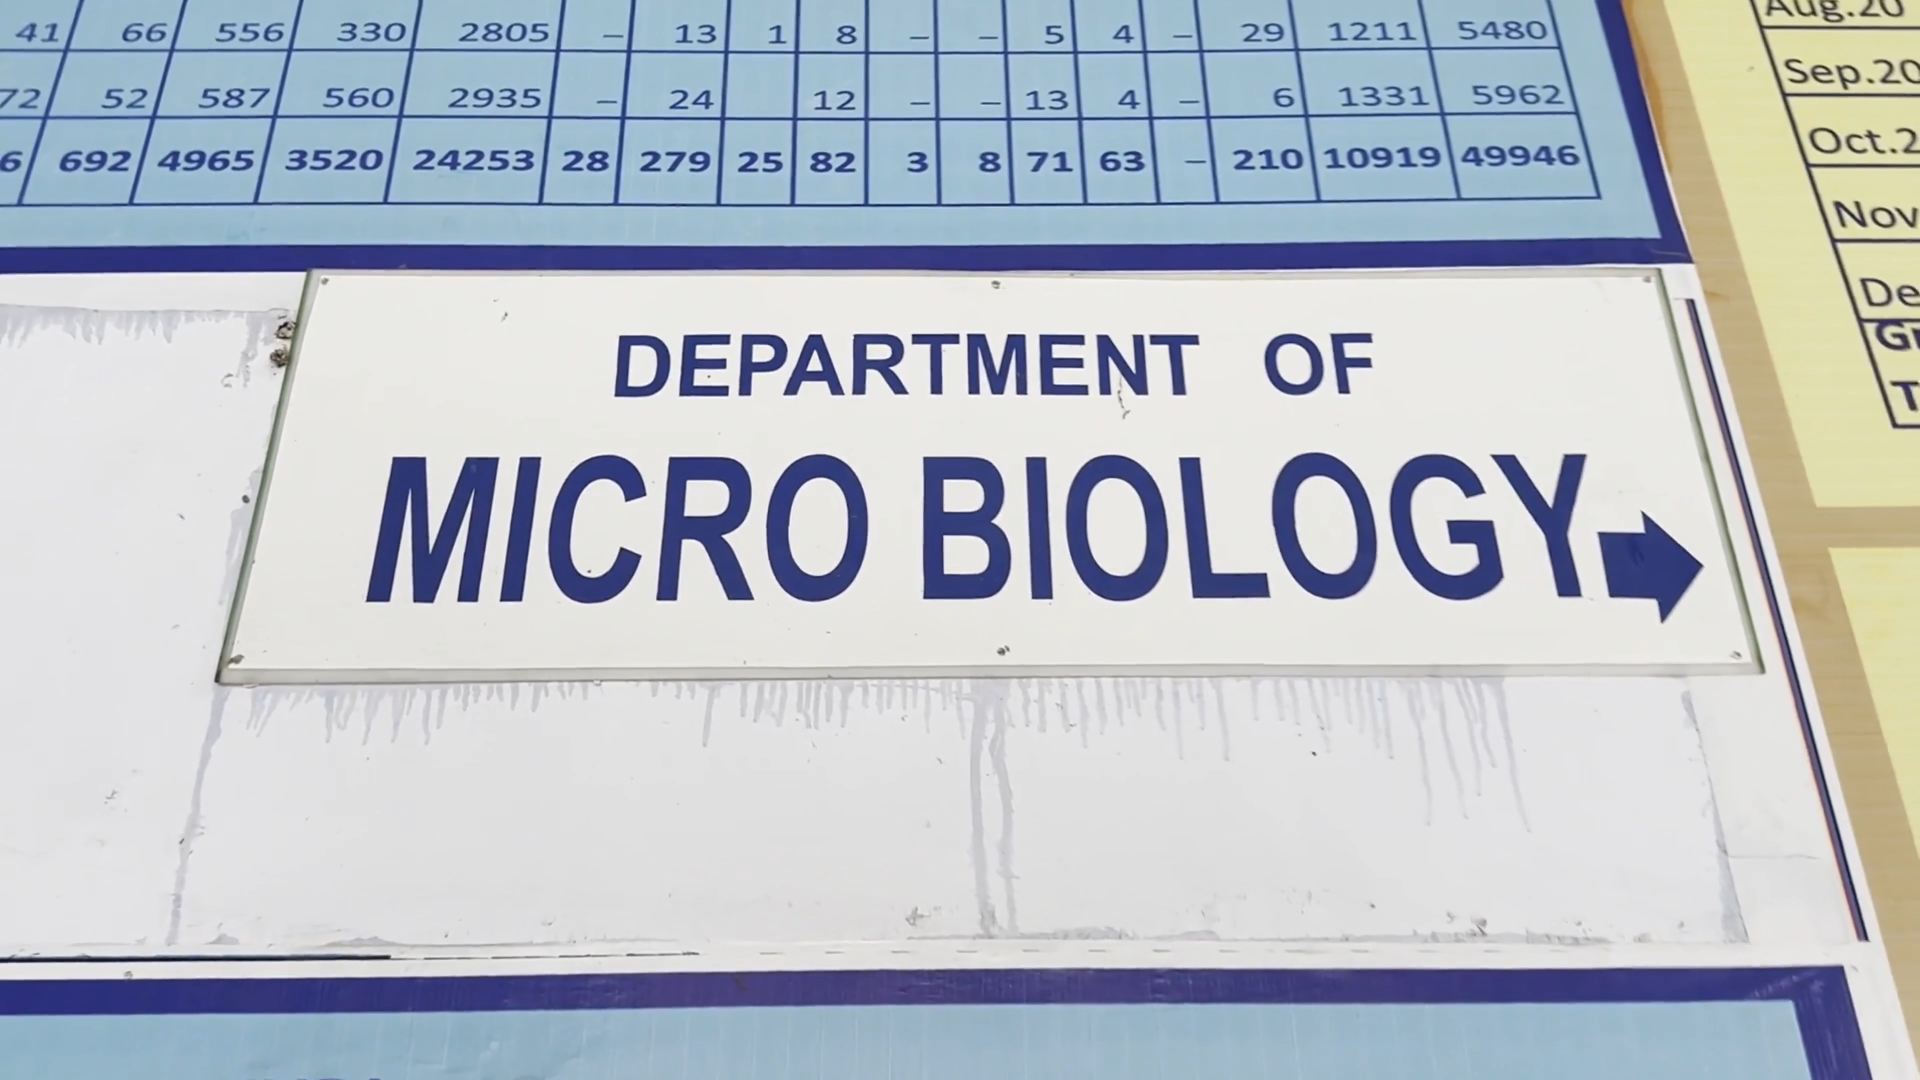 41 66 556 330 2805 – 13 1 8 – – 5 4 – 29 1211 5480
72 52 587 560 2935 – 24 12 – – 13 4 – 6 1331 5962
6 692 4965 3520 24253 28 279 25 82 3 8 71 63 – 210 10919 49946
DEPARTMENT OF
MICRO BIOLOGY
Aug.20
Sep.20
Oct.2
Nov
De